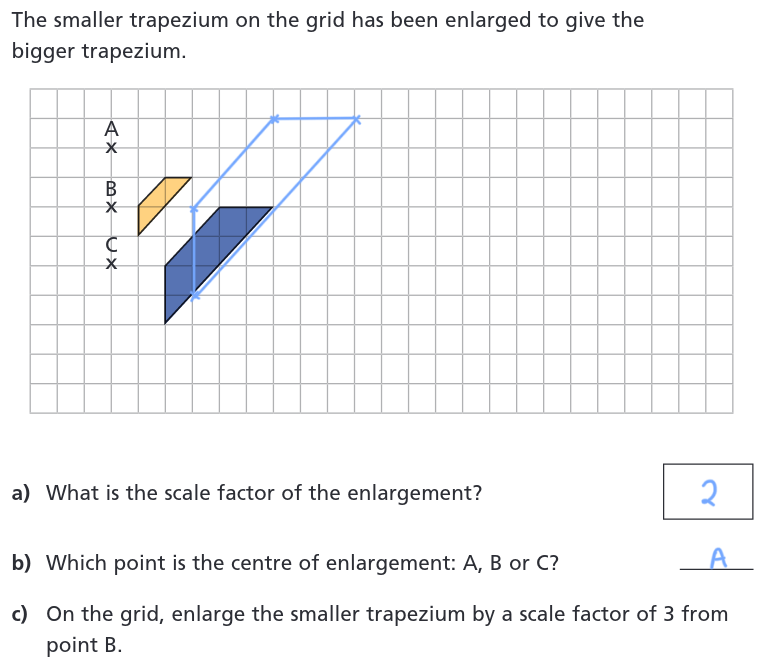 The smaller trapezium on the grid has been enlarged to give the
bigger trapezium.
A
x
B
x
C
x
a) What is the scale factor of the enlargement? 2
b) Which point is the centre of enlargement: A, B or C? A
c) On the grid, enlarge the smaller trapezium by a scale factor of 3 from
point B.